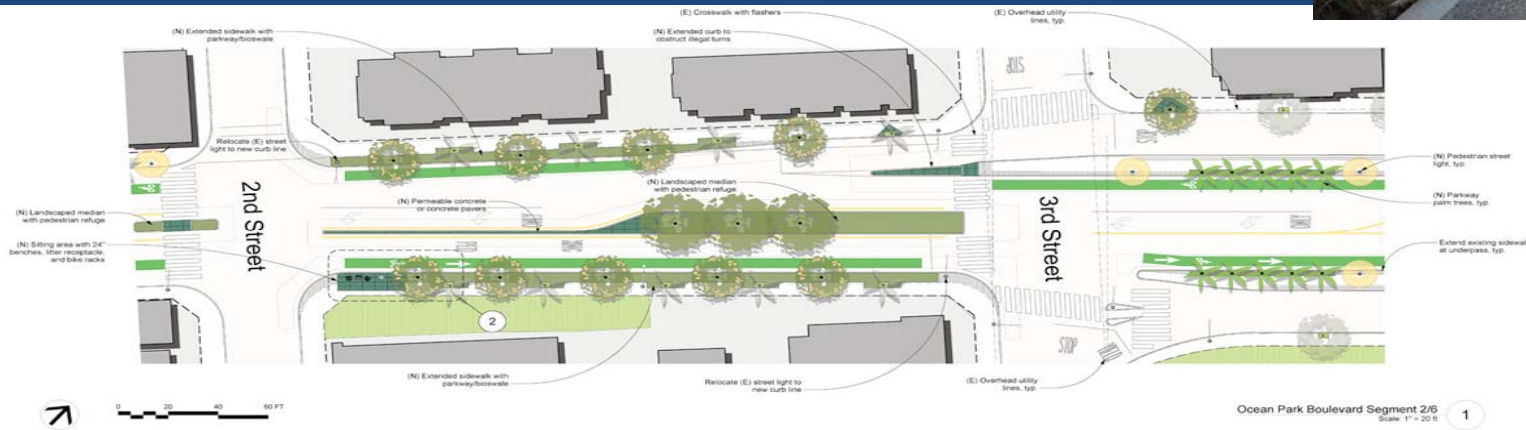 (E) Crosswalk with flashers
(E) Overhead utility
lines, typ.
(N) Extended sidewalk with
parkway/bioswale
(N) Extended curb to
obstruct illegal turns
STOP
Relocate (E) street
light to new curb line
(N) Landscaped median
with pedestrian refuge
(N) Pedestrian street
light, typ.
2nd Street
(N) Permeable concrete
or concrete pavers
3rd Street
(N) Parkway
palm trees, typ.
(N) Landscaped median
with pedestrian refuge
(N) Sitting area with 24"
benches, litter receptacle,
and bike racks
Extend existing sidewal
at underpass, typ.
2
STOP
(N) Extended sidewalk with
parkway/bioswale
Relocate (E) street light to
new curb line
(E) Overhead utility
lines, typ.
0 20 40 60 FT
Ocean Park Boulevard Segment 2/6
Scale: 1" = 20 ft
1